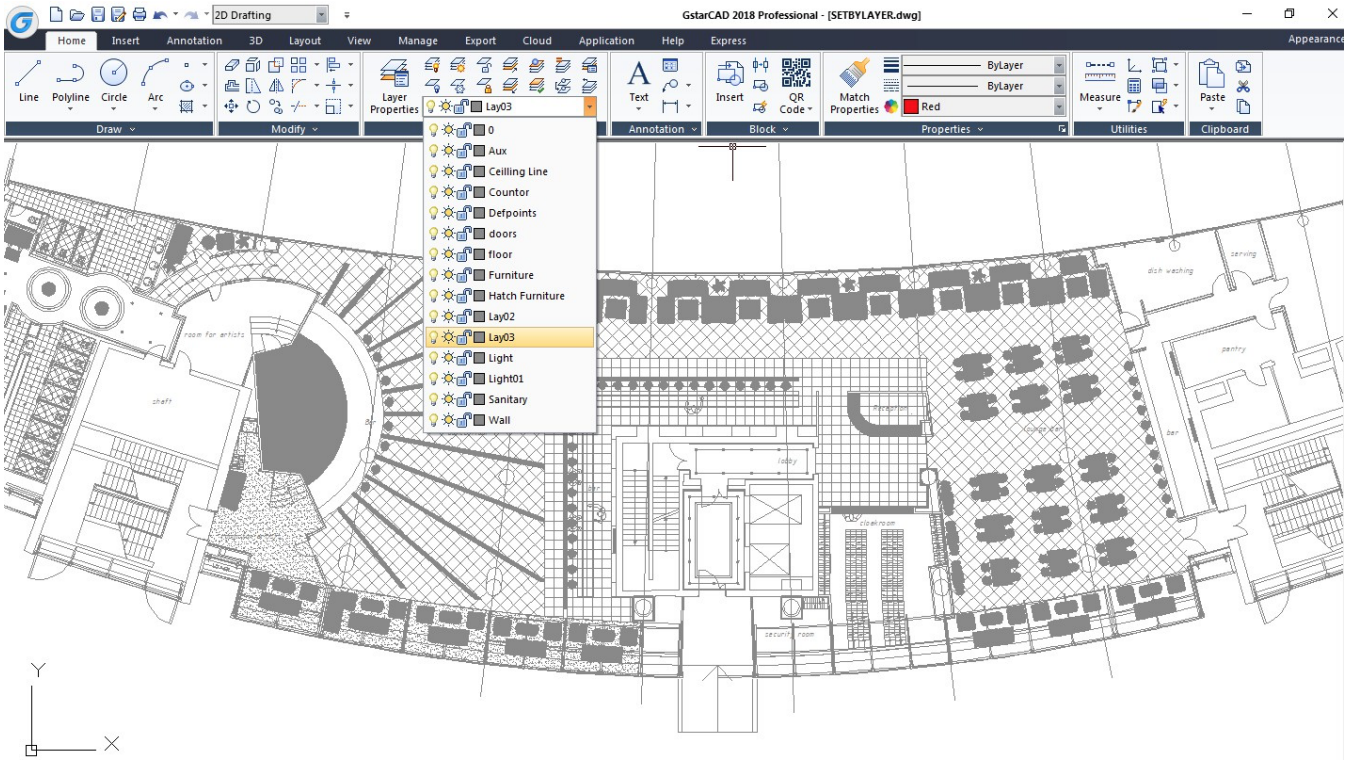 2D Drafting
GstarCAD 2018 Professional - [SETBYLAYER.dwg]
Home Insert Annotation 3D Layout View Manage Export Cloud Application Help Express Appearance
Line Polyline Circle Arc
Layer Properties
Lay03
Text
Insert
QR Code
Match Properties
ByLayer
ByLayer
Red
Measure
Paste
Draw Modify Annotation Block Properties Utilities Clipboard
0
Aux
Ceilling Line
Countor
Defpoints
doors
floor
Furniture
Hatch Furniture
Lay02
Lay03
Light
Light01
Sanitary
Wall
serving
dish washing
room for artists
pantry
shaft
Reception
Bar
lounge bar
bar
lobby
bar
cloakroom
security room
Y
X